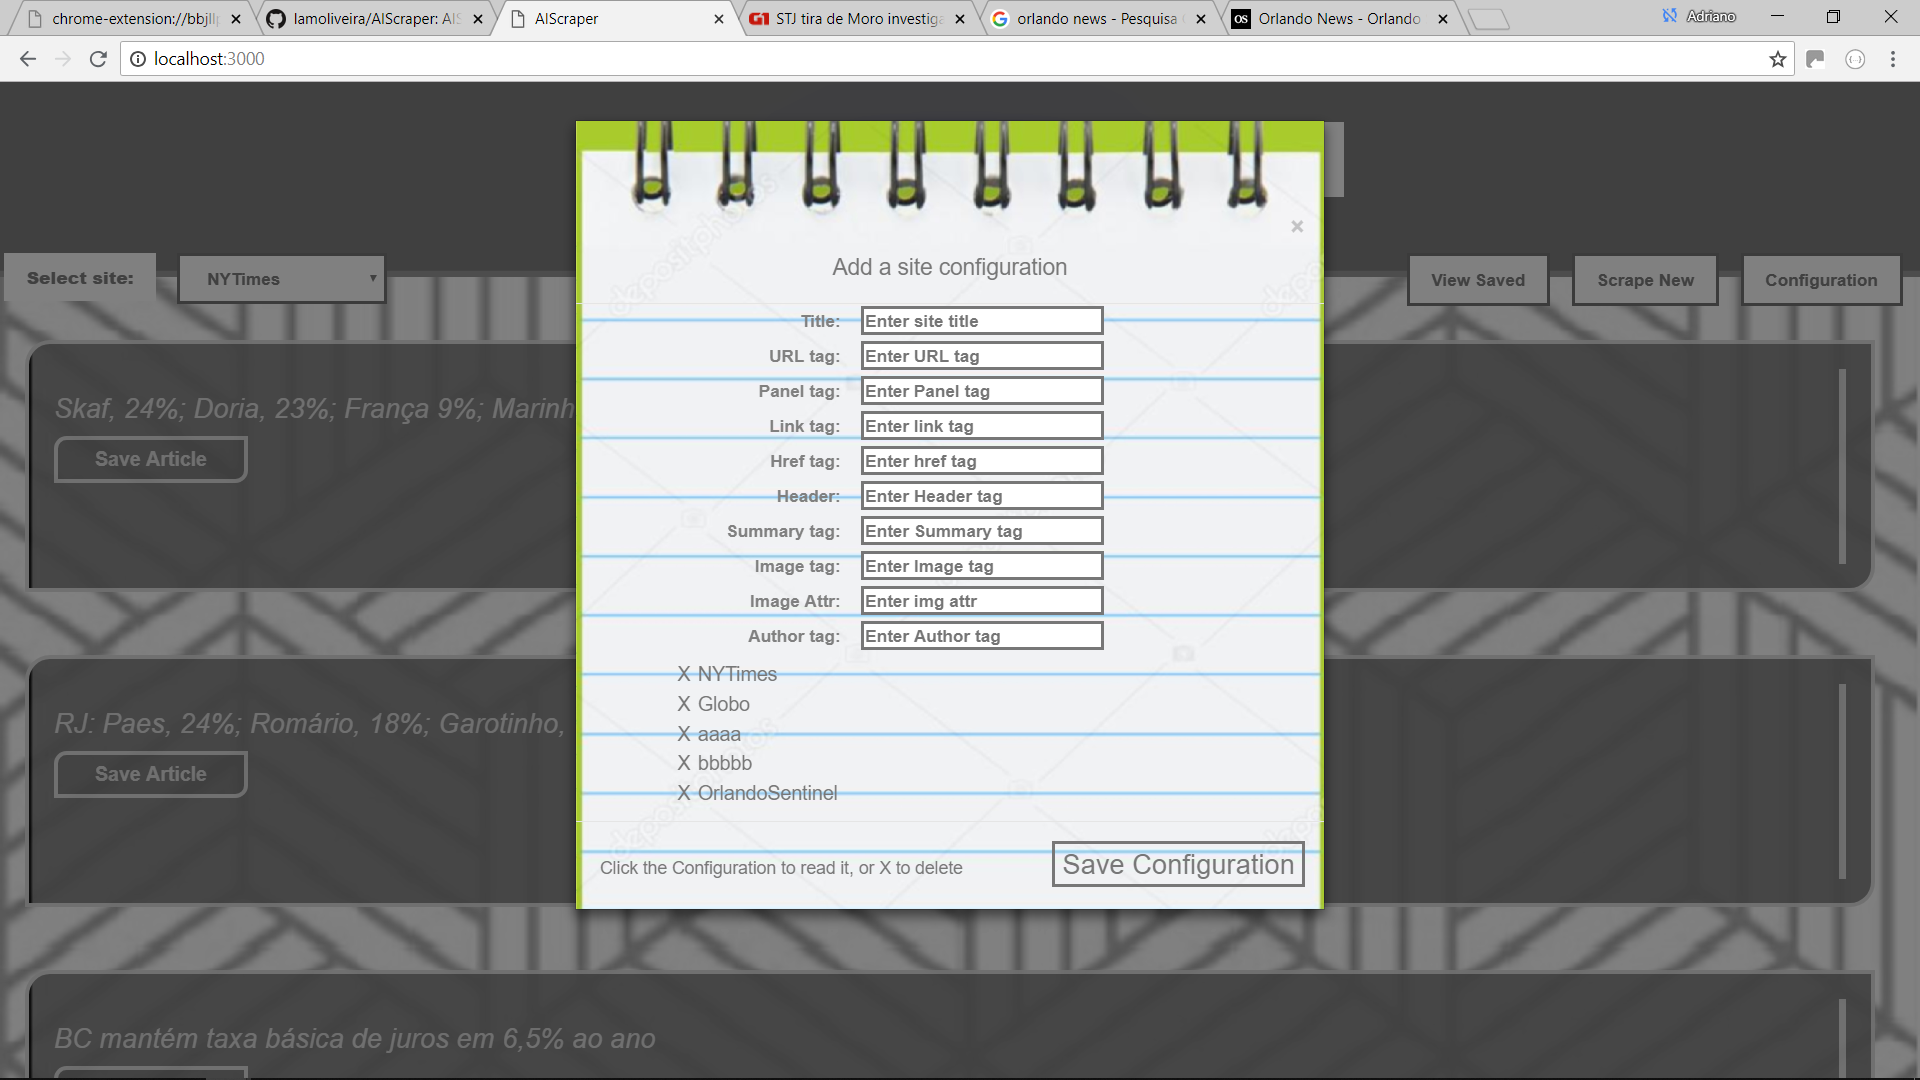 chrome-extension://bbjll
lamoliveira/AIScraper: AIS
AIScraper
G1 STJ tira de Moro investiga
orlando news - Pesquisa
OS Orlando News - Orlando
Adriano
localhost:3000
Select site:
NYTimes
View Saved
Scrape New
Configuration
Skaf, 24%; Doria, 23%; França 9%; Marinh
Save Article
RJ: Paes, 24%; Romário, 18%; Garotinho,
Save Article
BC mantém taxa básica de juros em 6,5% ao ano
×
Add a site configuration
Title: Enter site title
URL tag: Enter URL tag
Panel tag: Enter Panel tag
Link tag: Enter link tag
Href tag: Enter href tag
Header: Enter Header tag
Summary tag: Enter Summary tag
Image tag: Enter Image tag
Image Attr: Enter img attr
Author tag: Enter Author tag
X NYTimes
X Globo
X aaaa
X bbbbb
X OrlandoSentinel
Click the Configuration to read it, or X to delete
Save Configuration
depositphotos